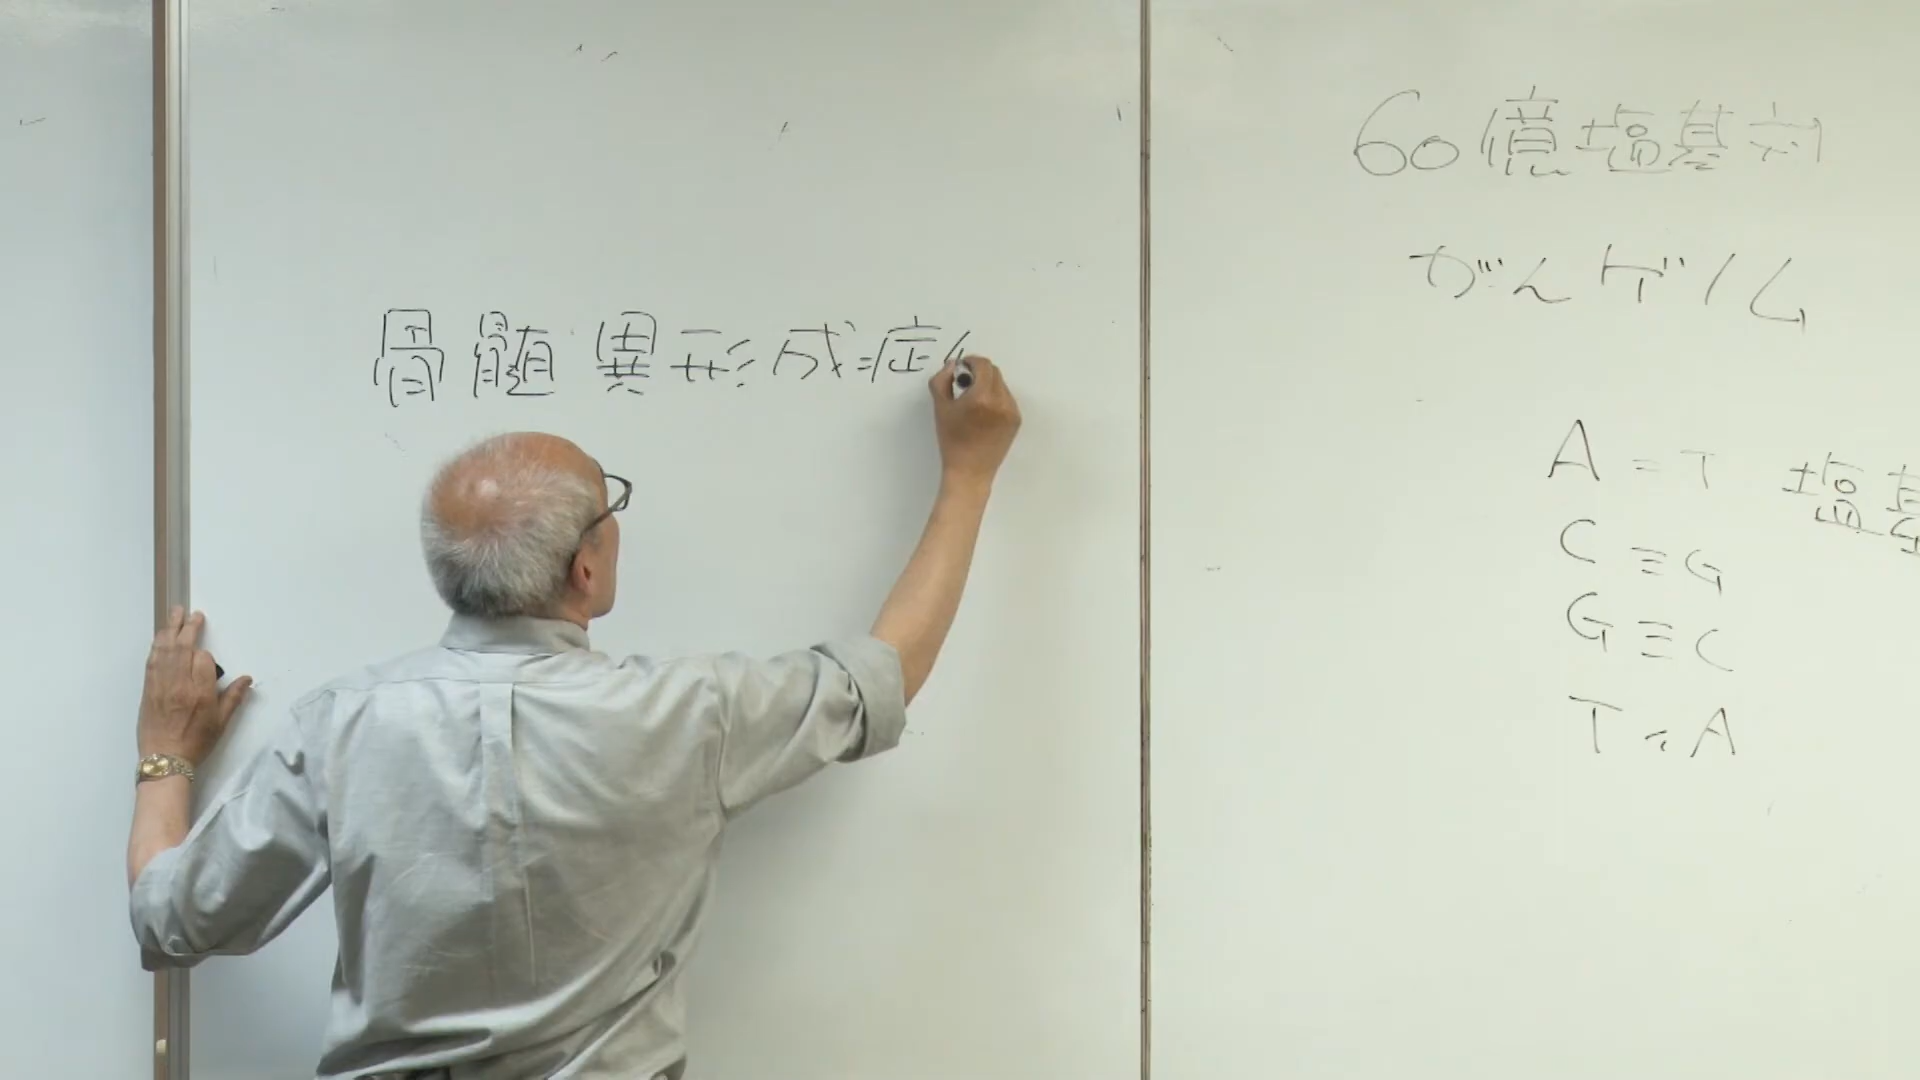 骨髄異形成症
60億塩基対
がんゲノム
A = T 塩基
C ≡ G
G ≡ C
T = A